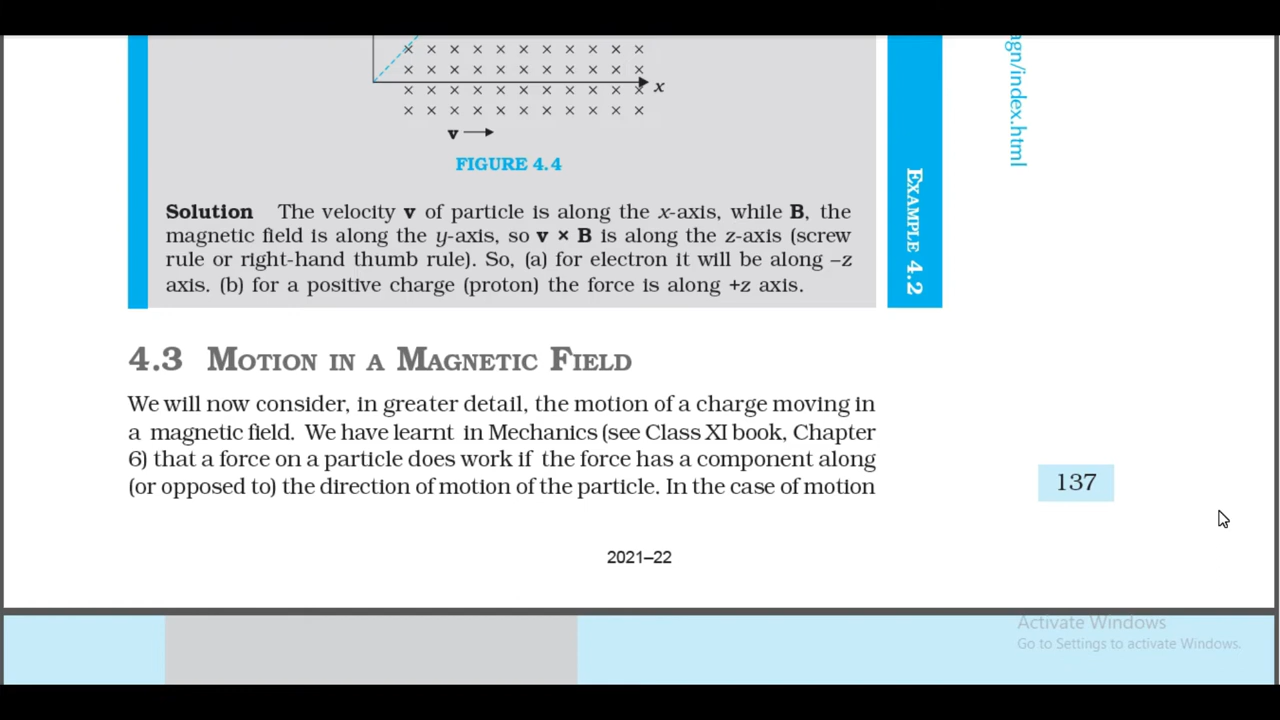 × × × × × × × × × × ×
× × × × × × × × × × ×
x
× × × × × × × × × × ×
× × × × × × × × × × ×
v
FIGURE 4.4
Solution The velocity v of particle is along the x-axis, while B, the
magnetic field is along the y-axis, so v × B is along the z-axis (screw
rule or right-hand thumb rule). So, (a) for electron it will be along –z
axis. (b) for a positive charge (proton) the force is along +z axis.
EXAMPLE 4.2
agn/index.html
4.3 MOTION IN A MAGNETIC FIELD
We will now consider, in greater detail, the motion of a charge moving in
a magnetic field. We have learnt in Mechanics (see Class XI book, Chapter
6) that a force on a particle does work if the force has a component along
(or opposed to) the direction of motion of the particle. In the case of motion
137
2021–22
Activate Windows
Go to Settings to activate Windows.